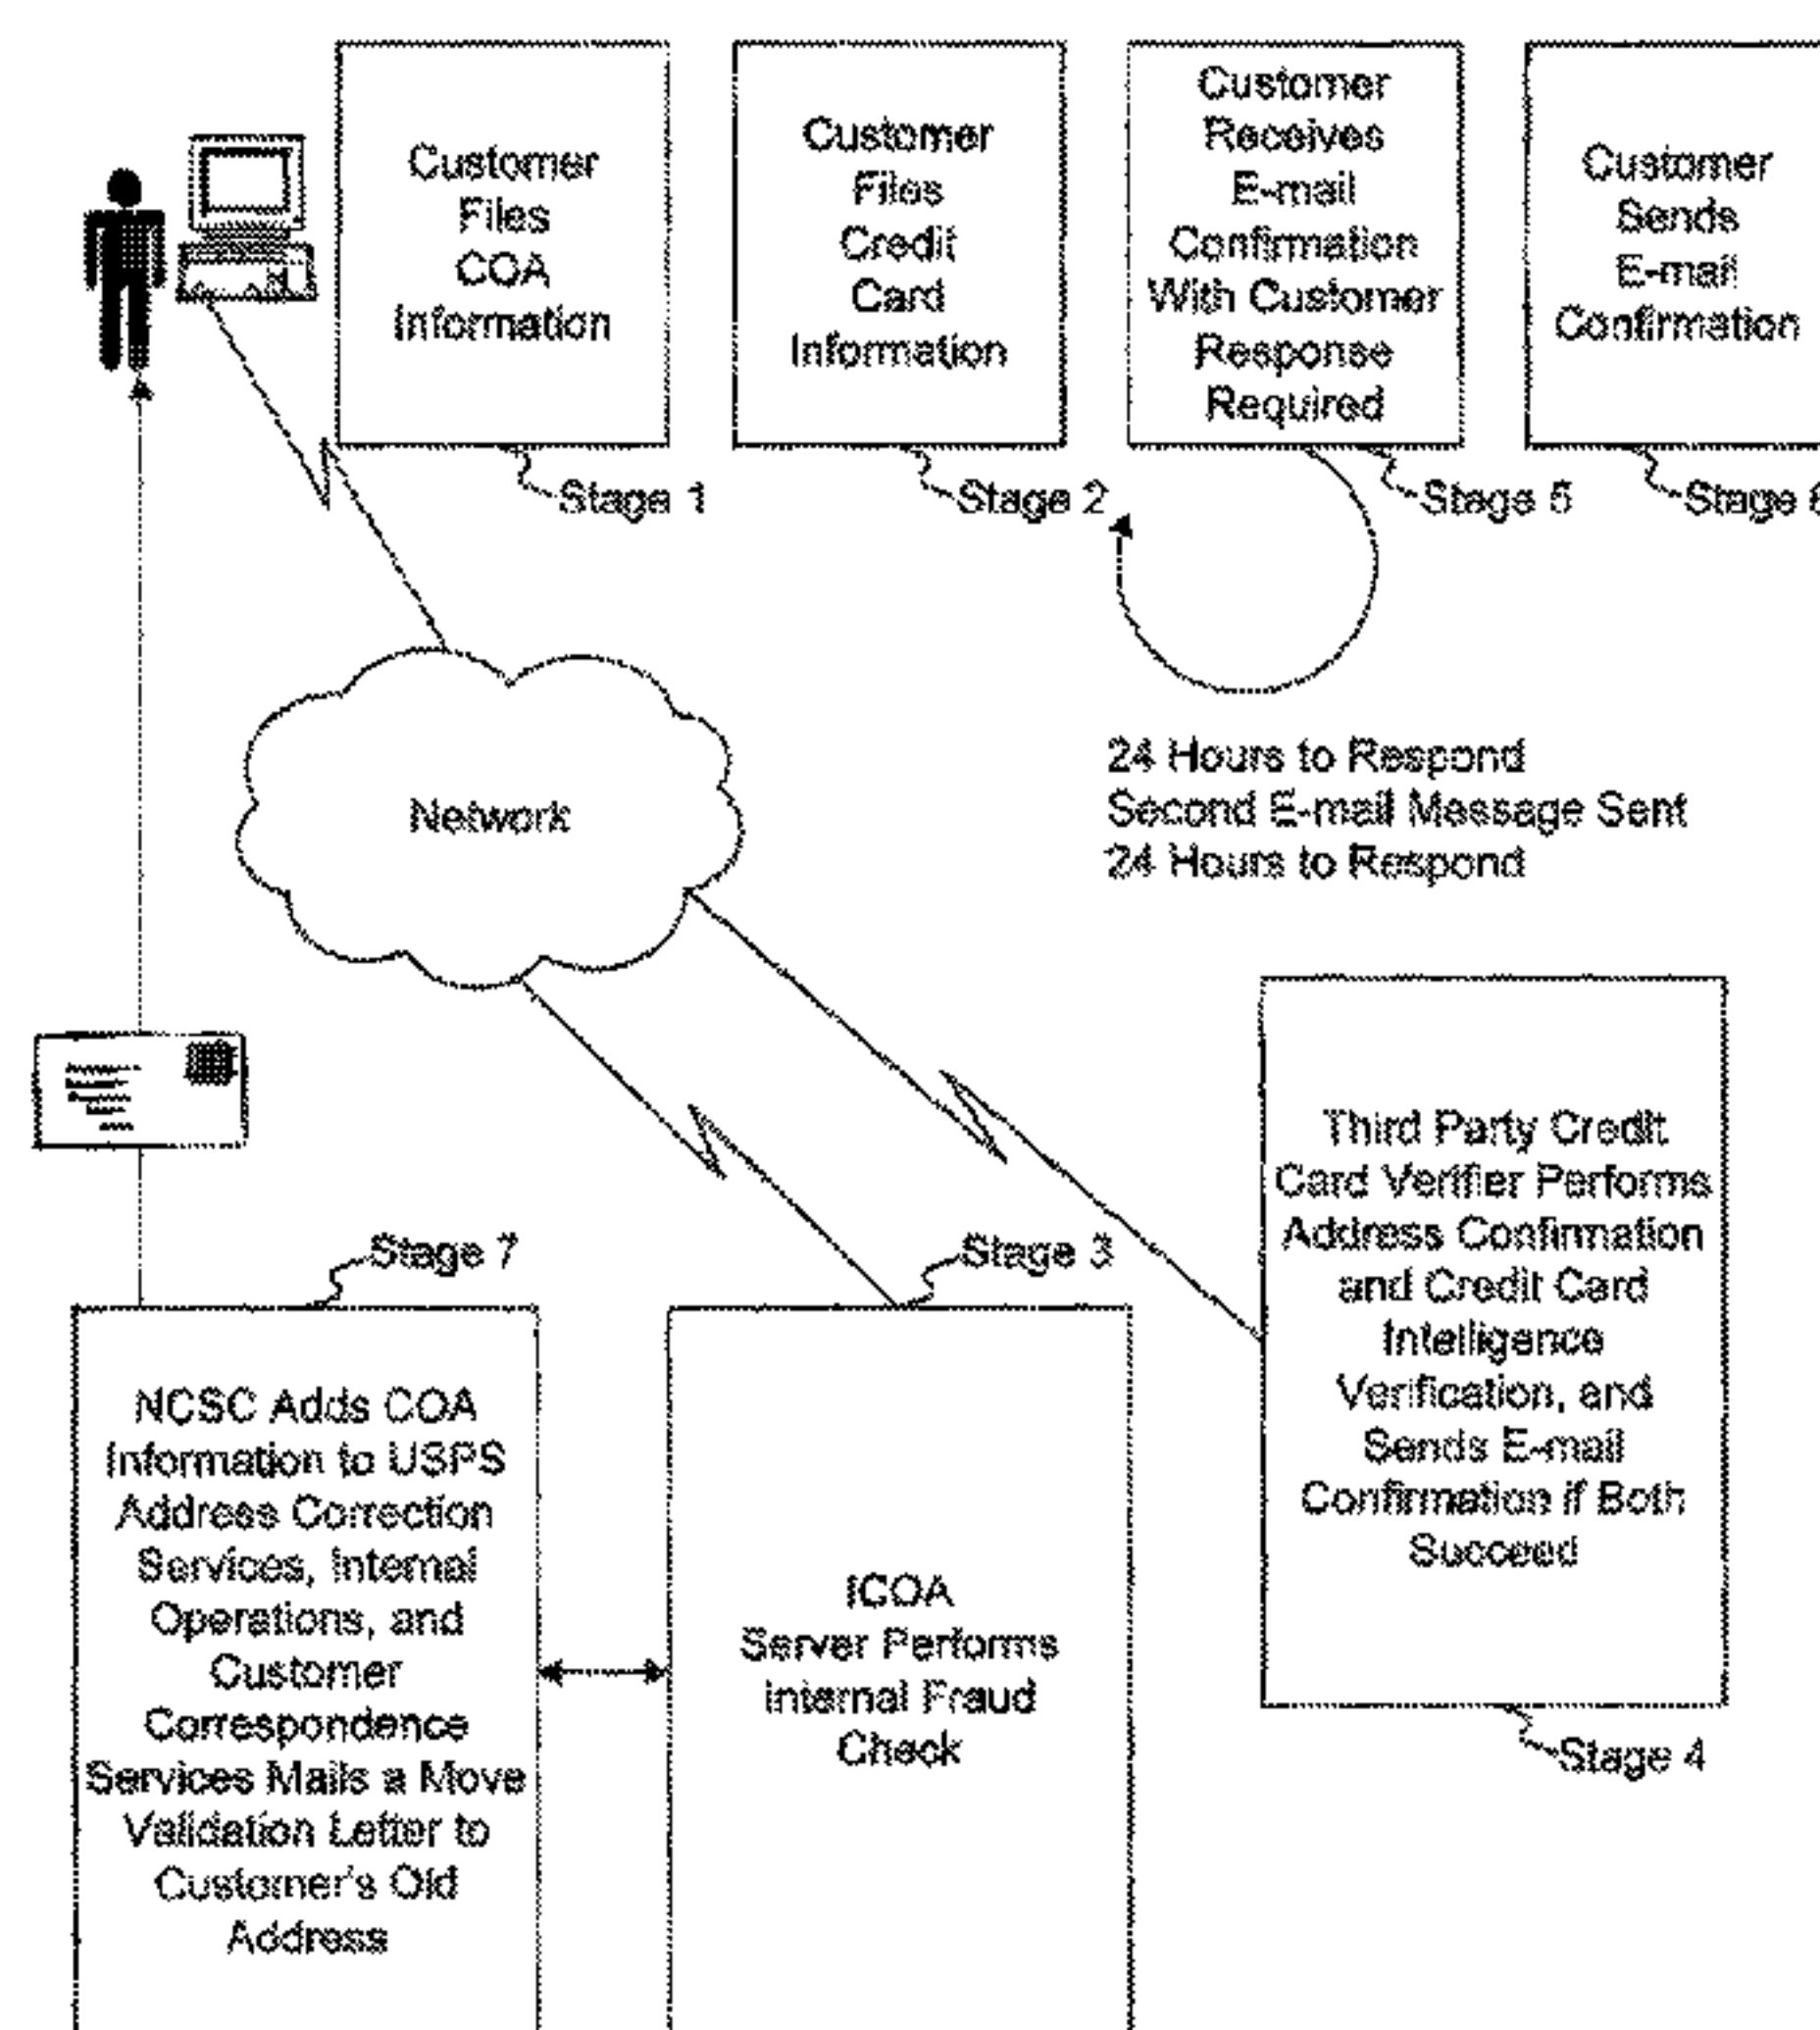 Customer
Files
COA
Information
Stage 1
Customer
Files
Credit
Card
Information
Stage 2
Customer
Receives
E-mail
Confirmation
With Customer
Response
Required
Stage 5
Customer
Sends
E-mail
Confirmation
Stage
24 Hours to Respond
Second E-mail Message Sent
24 Hours to Respond
Network
Stage 7
NCSC Adds COA
Information to USPS
Address Correction
Services, Internal
Operations, and
Customer
Correspondence
Services Mails a Move
Validation Letter to
Customer's Old
Address
Stage 3
ICOA
Server Performs
Internal Fraud
Check
Third Party Credit
Card Verifier Performs
Address Confirmation
and Credit Card
Intelligence
Verification, and
Sends E-mail
Confirmation if Both
Succeed
Stage 4